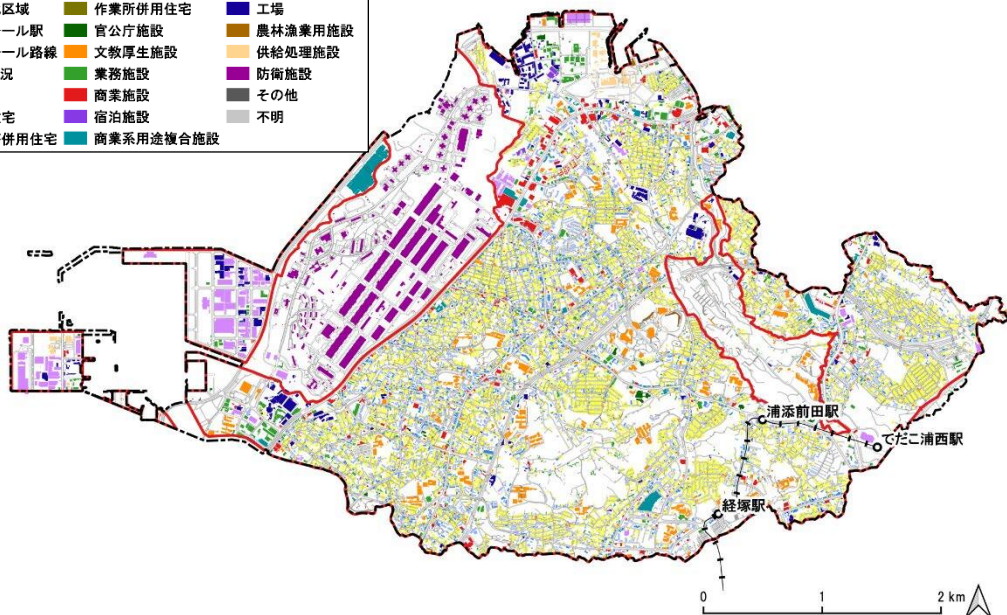 区域
作業所併用住宅
工場
ール駅
官公庁施設
農林漁業用施設
ール路線
文教厚生施設
供給処理施設
況
業務施設
防衛施設
商業施設
その他
宅
宿泊施設
不明
併用住宅
商業系用途複合施設
浦添前田駅
てだこ浦西駅
経塚駅
0 1 2 km